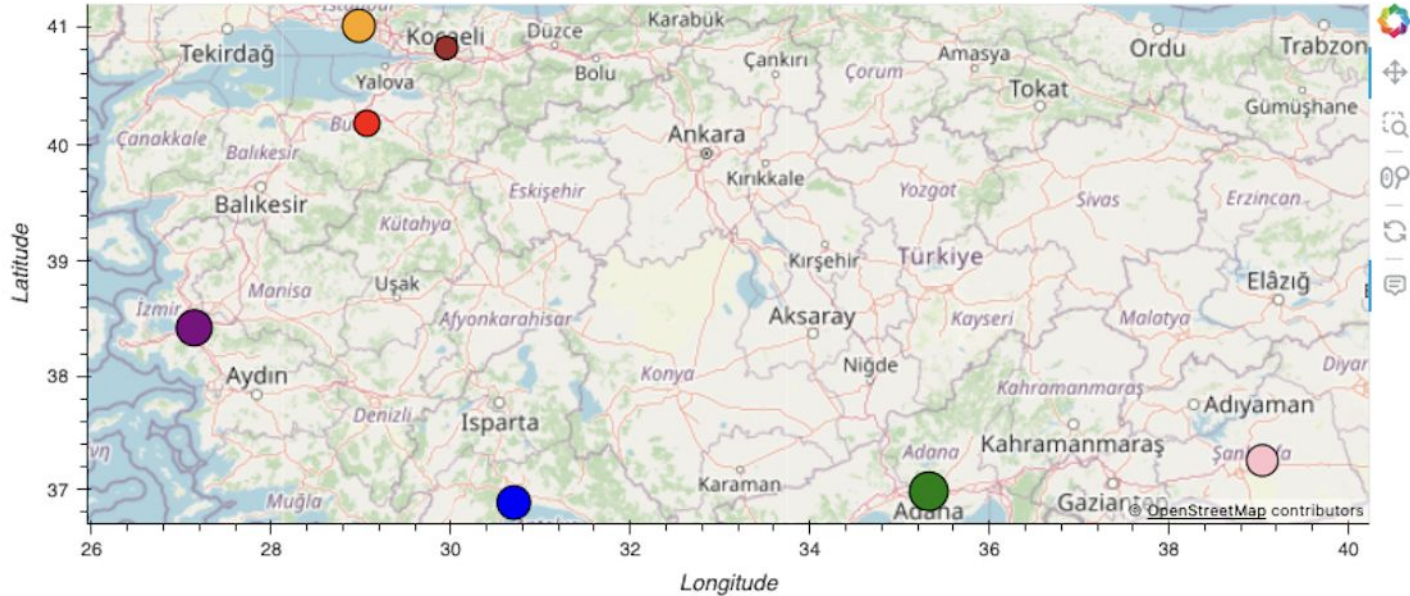 41
İstanbul
Karabük
Tekirdağ
Düzce
Yalova
Bolu
Çankırı
Çorum
Amasya
Ordu
Trabzon
Tokat
Gümüşhane
40
Çanakkale
Balıkesir
Ankara
Kırıkkale
Balıkesir
Eskişehir
Yozgat
Sivas
Erzincan
Kütahya
39
Kırşehir
Türkiye
Elâzığ
Uşak
Manisa
İzmir
Afyonkarahisar
Aksaray
Kayseri
Malatya
38
Aydın
Konya
Niğde
Diyar
Kahramanmaraş
Denizli
Isparta
Adıyaman
Kahramanmaraş
Adana
37
Muğla
Karaman
Adana
Gaziantep
© OpenStreetMap contributors
26 28 30 32 34 36 38 40
Latitude
Longitude